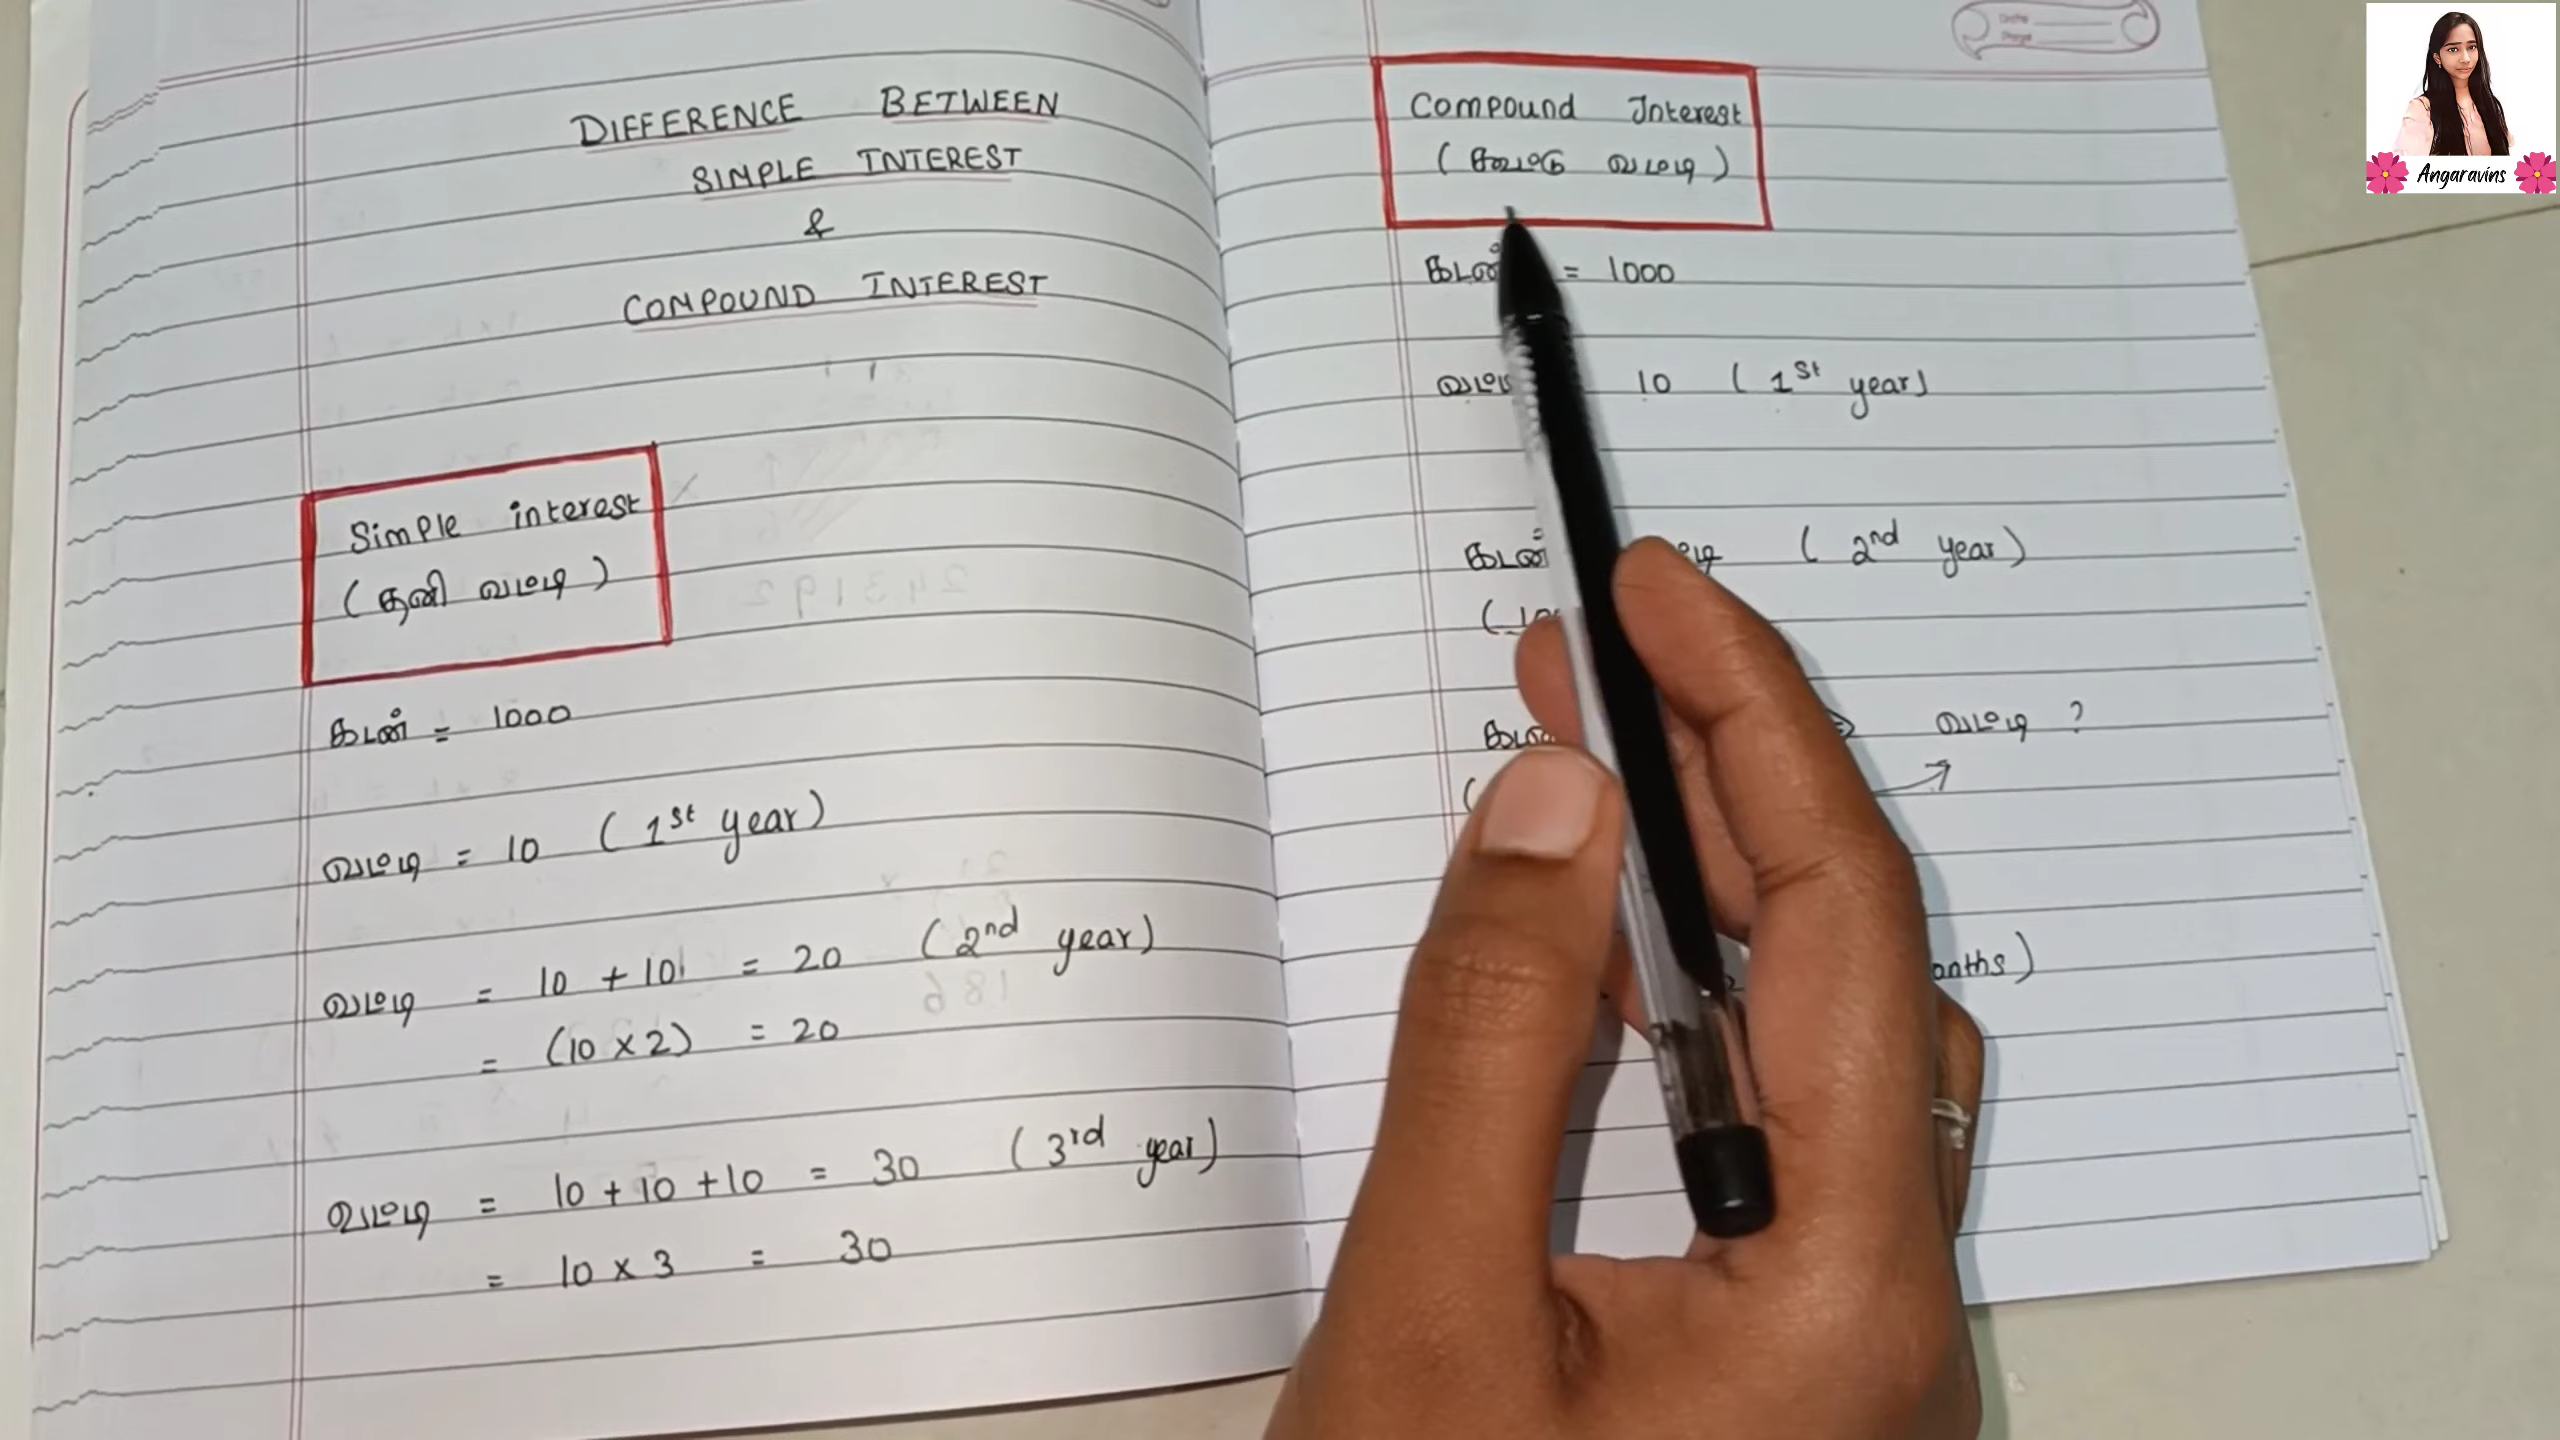 DIFFERENCE BETWEEN
SIMPLE INTEREST
&
COMPOUND INTEREST
Simple interest
(தனி வட்டி)
கடன் = 1000
வட்டி = 10 (1st year)
வட்டி = 10 + 10 = 20 (2nd year)
= (10 x 2) = 20
வட்டி = 10 + 10 + 10 = 30 (3rd year)
= 10 x 3 = 30
Compound Interest
(கூட்டு வட்டி)
கடன் = 1000
10 (1st year)
கடன் (2nd year)
வட்டி ?
Angaravins